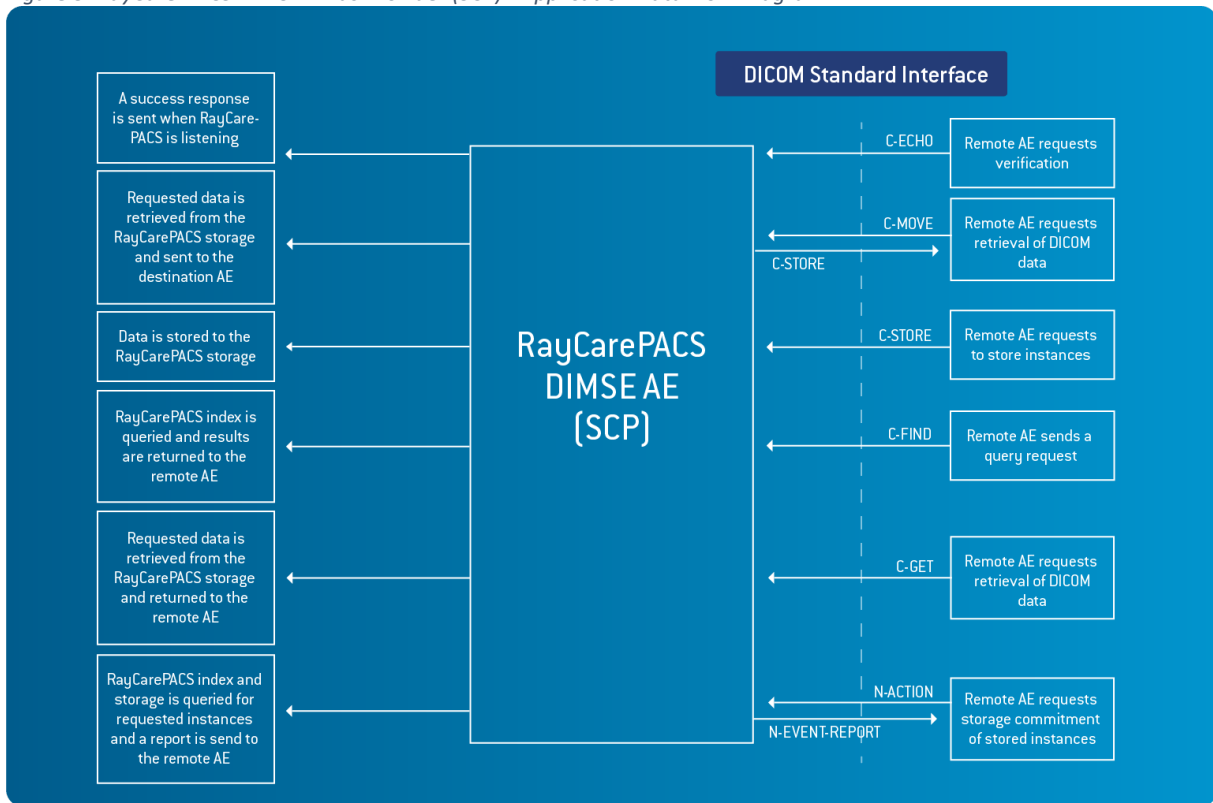 DICOM Standard Interface
A success response
is sent when RayCare-
PACS is listening
Requested data is
retrieved from the
RayCarePACS storage
and sent to the
destination AE
Data is stored to the
RayCarePACS storage
RayCarePACS index is
queried and results
are returned to the
remote AE
Requested data is
retrieved from the
RayCarePACS storage
and returned to the
remote AE
RayCarePACS index and
storage is queried for
requested instances
and a report is send to
the remote AE
RayCarePACS
DIMSE AE
(SCP)
C-ECHO
Remote AE requests
verification
C-MOVE
C-STORE
Remote AE requests
retrieval of DICOM
data
C-STORE
Remote AE requests
to store instances
C-FIND
Remote AE sends a
query request
C-GET
Remote AE requests
retrieval of DICOM
data
N-ACTION
N-EVENT-REPORT
Remote AE requests
storage commitment
of stored instances